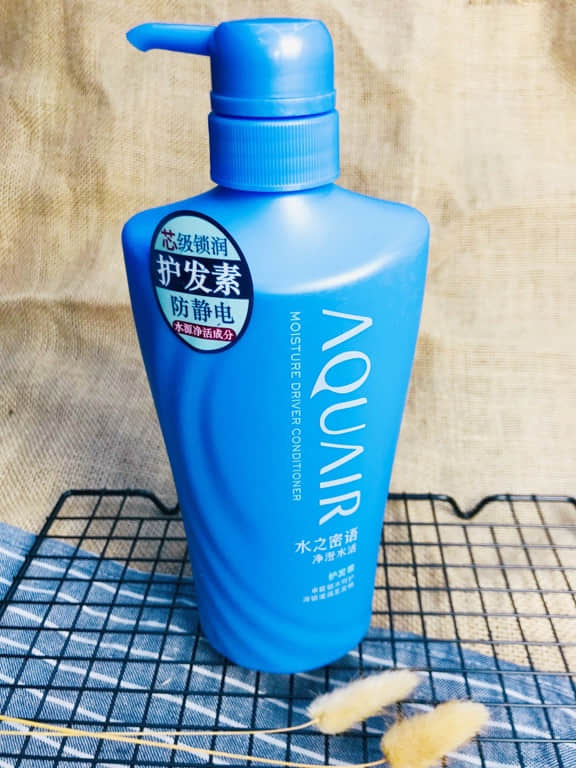 芯级锁润
护发素
防静电
水源净活成分
AQUAIR
MOISTURE DRIVER CONDITIONER
水之密语
净澄水活
护发素